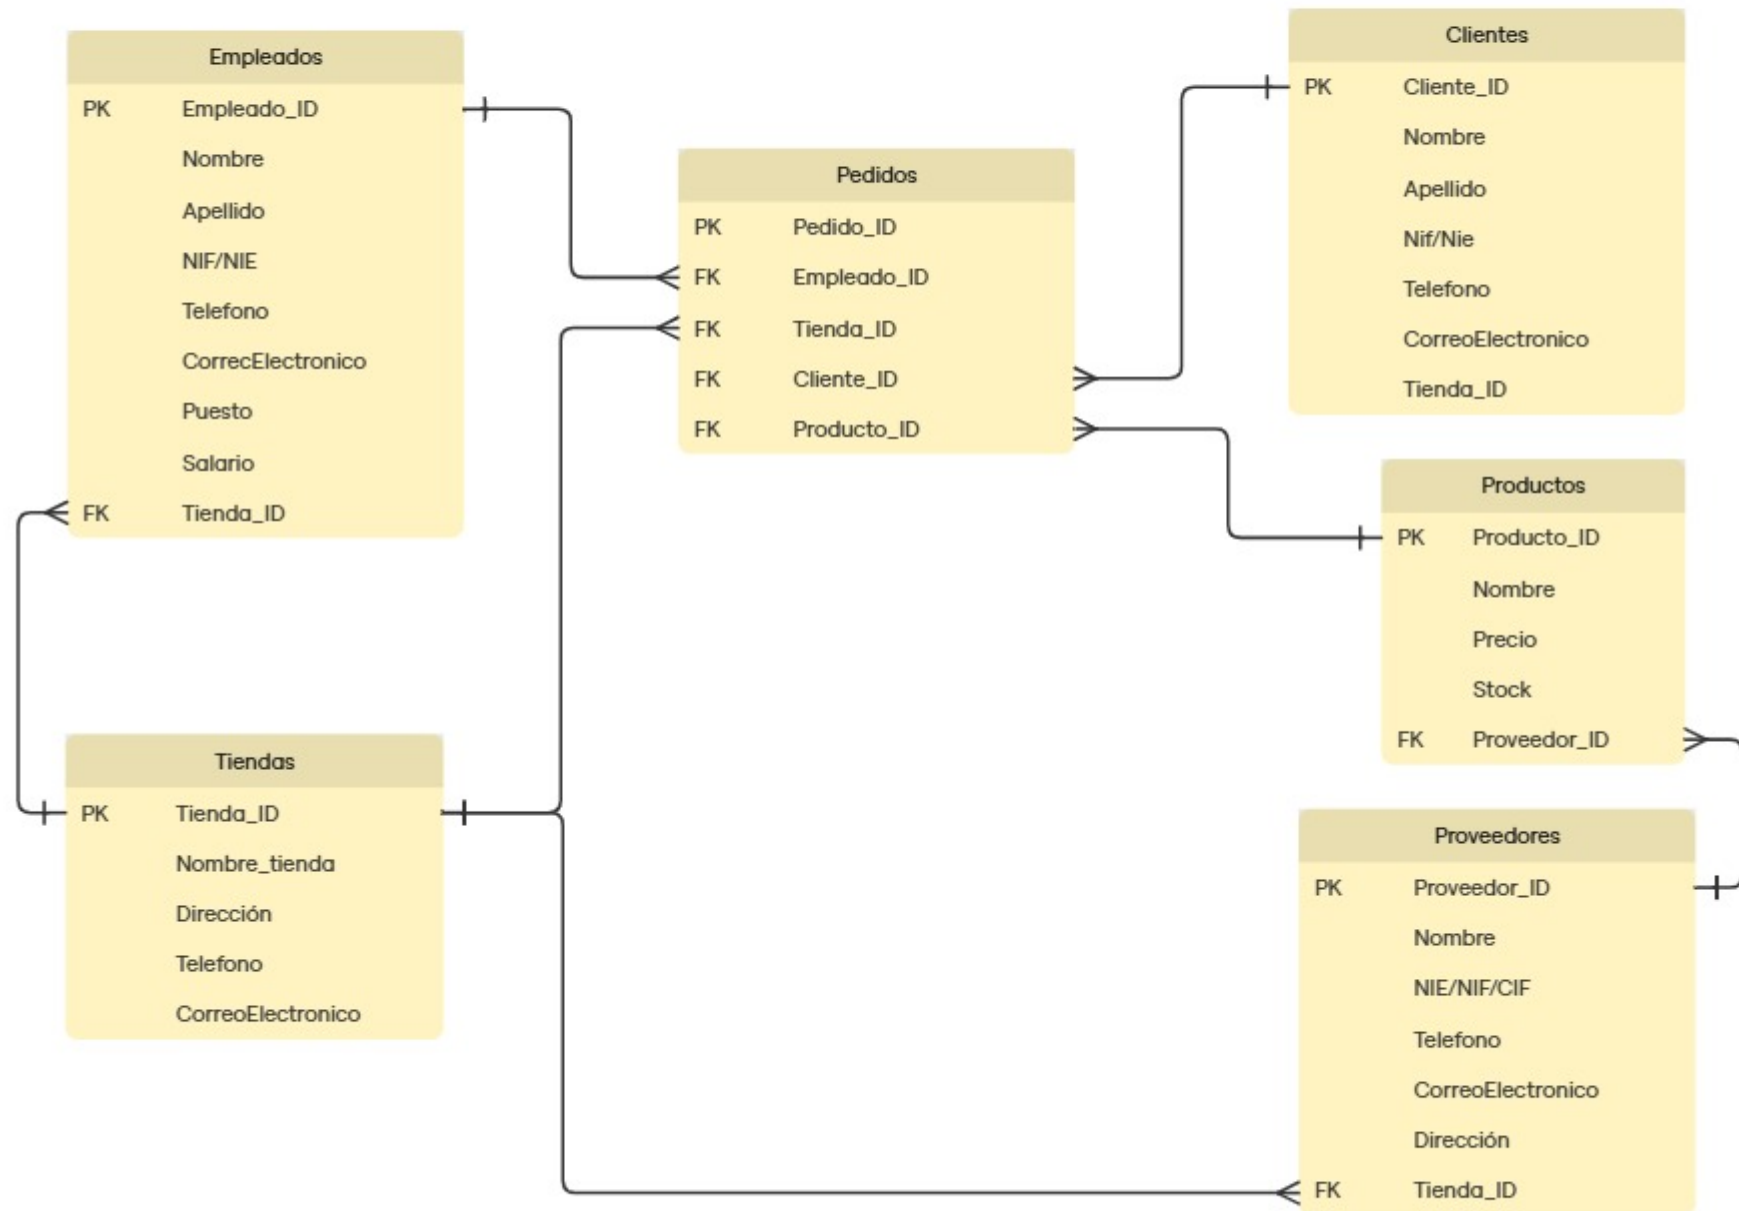 Empleados
PK Empleado_ID
Nombre
Apellido
NIF/NIE
Telefono
CorrecElectronico
Puesto
Salario
FK Tienda_ID
Pedidos
PK Pedido_ID
FK Empleado_ID
FK Tienda_ID
FK Cliente_ID
FK Producto_ID
Clientes
PK Cliente_ID
Nombre
Apellido
Nif/Nie
Telefono
CorreoElectronico
Tienda_ID
Productos
PK Producto_ID
Nombre
Precio
Stock
FK Proveedor_ID
Tiendas
PK Tienda_ID
Nombre_tienda
Dirección
Telefono
CorreoElectronico
Proveedores
PK Proveedor_ID
Nombre
NIE/NIF/CIF
Telefono
CorreoElectronico
Dirección
FK Tienda_ID